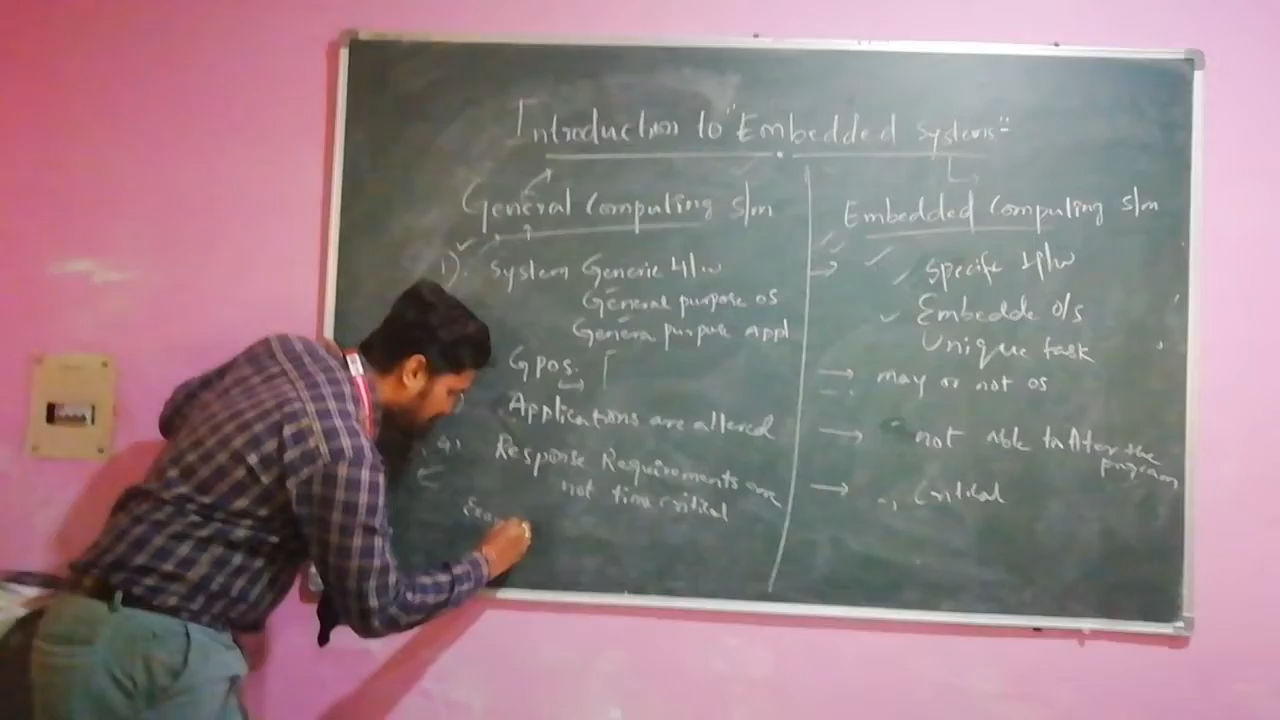 Introduction to "Embedded Systems"
General Computing s/m
1). System Generic H/w
General purpose OS
Genera purpose Appl
GPOS. [
Applications are altered
4. Response Requirements are
not time critical
Exa
Embedded Computing s/m
Specific H/w
Embedde o/s
Unique task
→ may or not os
→ not able to Alter the
program
→ Critical